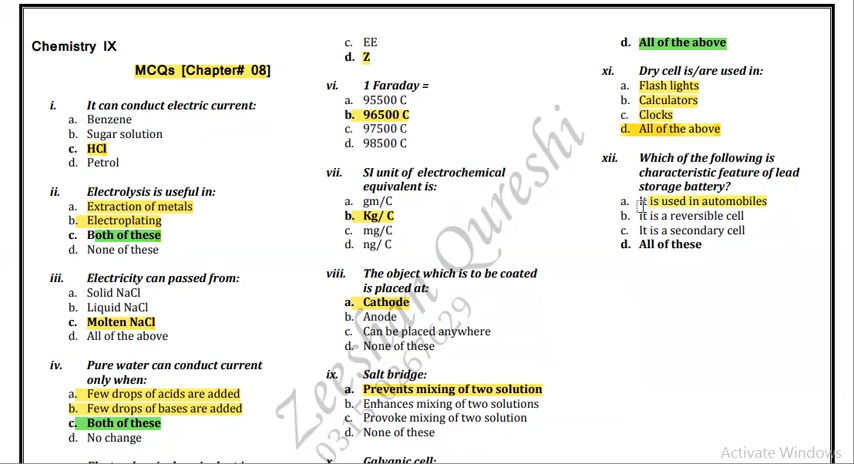 Chemistry IX
MCQs [Chapter# 08]
i. It can conduct electric current:
a. Benzene
b. Sugar solution
c. HCl
d. Petrol
ii. Electrolysis is useful in:
a. Extraction of metals
b. Electroplating
c. Both of these
d. None of these
iii. Electricity can passed from:
a. Solid NaCl
b. Liquid NaCl
c. Molten NaCl
d. All of the above
iv. Pure water can conduct current
only when:
a. Few drops of acids are added
b. Few drops of bases are added
c. Both of these
d. No change
c. EE
d. Z
vi. 1 Faraday =
a. 95500 C
b. 96500 C
c. 97500 C
d. 98500 C
vii. SI unit of electrochemical
equivalent is:
a. gm/C
b. Kg/ C
c. mg/C
d. ng/ C
viii. The object which is to be coated
is placed at:
a. Cathode
b. Anode
c. Can be placed anywhere
d. None of these
ix. Salt bridge:
a. Prevents mixing of two solution
b. Enhances mixing of two solutions
c. Provoke mixing of two solution
d. None of these
Galvanic cell:
d. All of the above
xi. Dry cell is/are used in:
a. Flash lights
b. Calculators
c. Clocks
d. All of the above
xii. Which of the following is
characteristic feature of lead
storage battery?
a. It is used in automobiles
b. It is a reversible cell
c. It is a secondary cell
d. All of these
Zeeshan Qureshi
Activate Windows